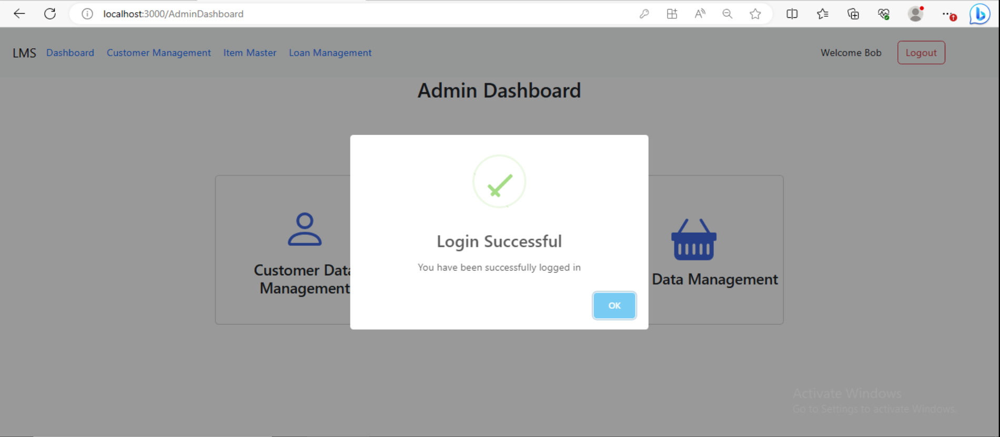 localhost:3000/AdminDashboard
LMS Dashboard Customer Management Item Master Loan Management Welcome Bob Logout
Admin Dashboard
Login Successful
You have been successfully logged in
OK
Customer Data
Management
Data Management
Activate Windows
Go to Settings to activate Windows.